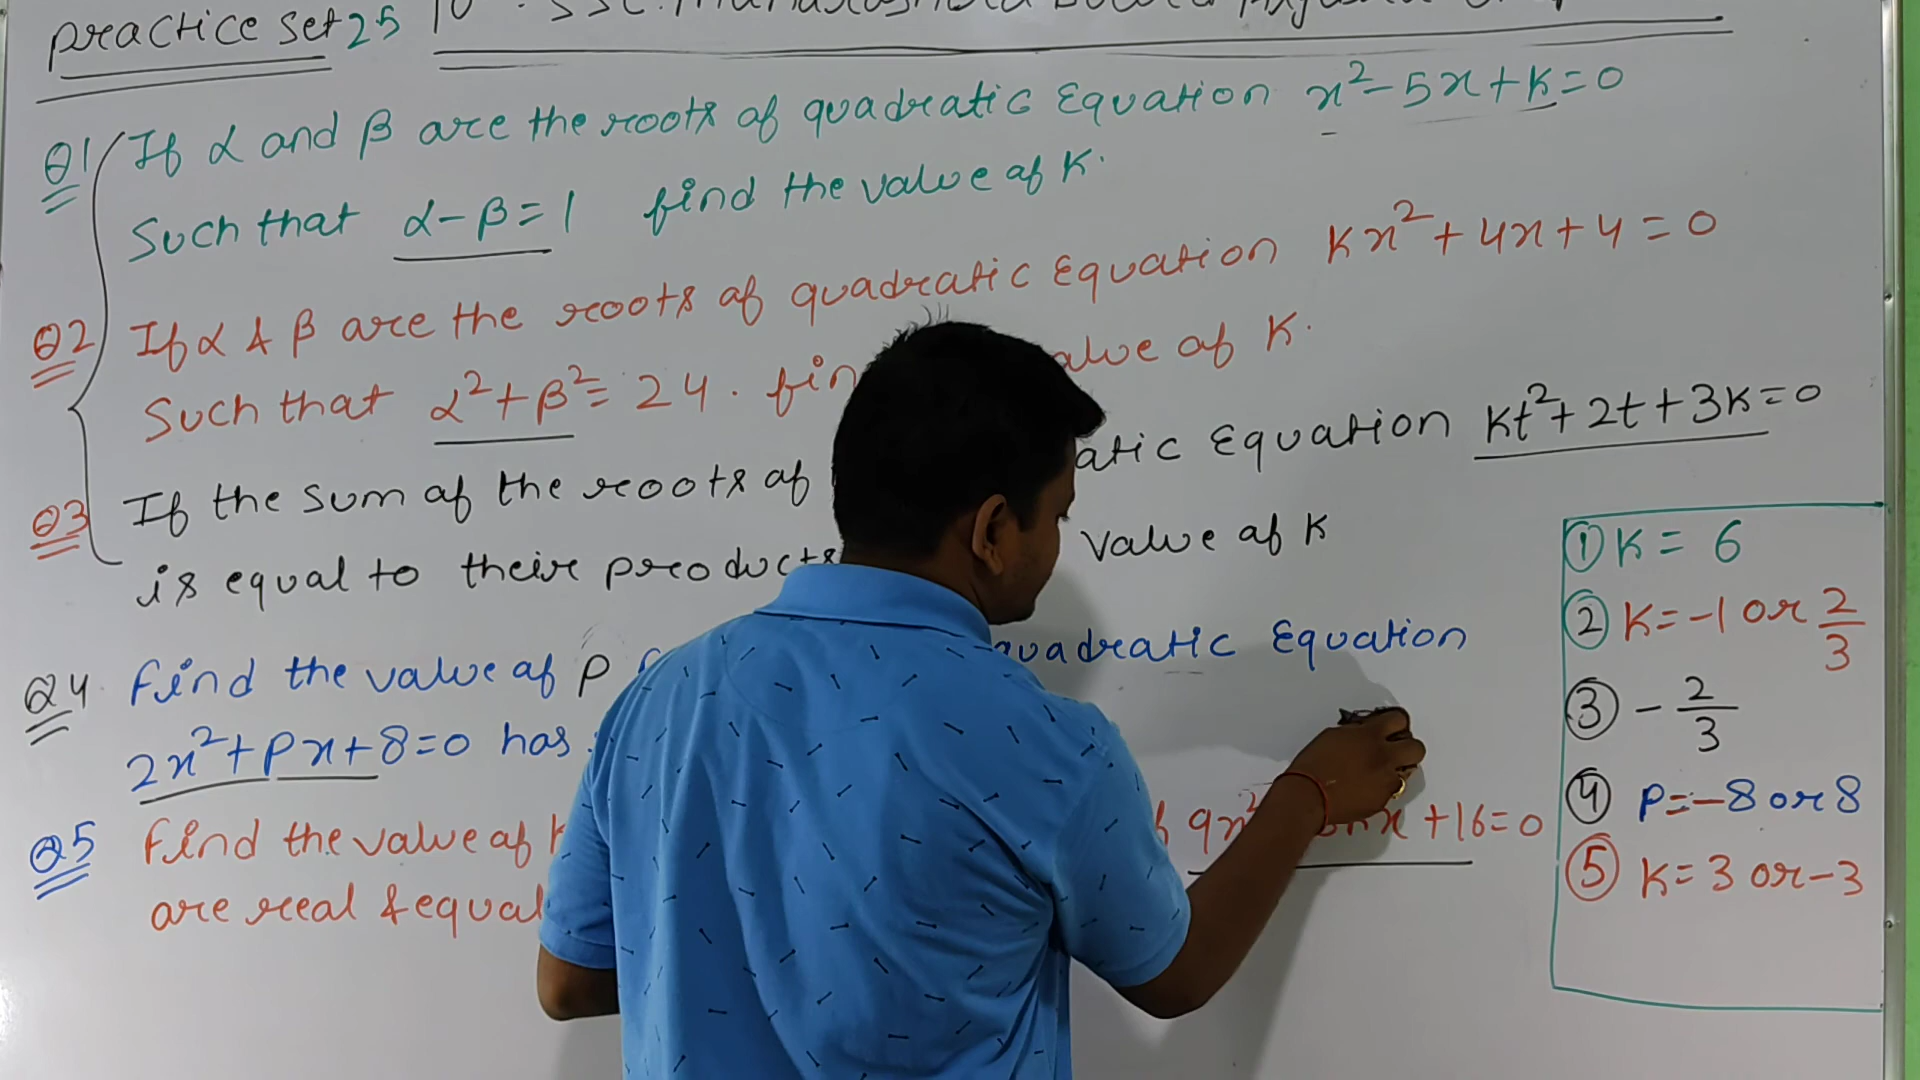 Practice Set 25
Q1 If α and β are the roots of quadratic Equation x²-5x+k=0
Such that α-β=1 find the value of K.
Q2 If α & β are the roots of quadratic Equation Kx²+4x+4=0
Such that α²+β²=24. K.
Q3 If the sum of the roots of Equation Kt²+2t+3K=0
is equal to their products value of K
Q4 find the value of P quadratic Equation
2x²+Px+8=0 has
Q5 find the value of +16=0
are real & equal
① K = 6
② K=-1 or 2/3
③ -2/3
④ P=-8 or 8
⑤ K=3 or -3